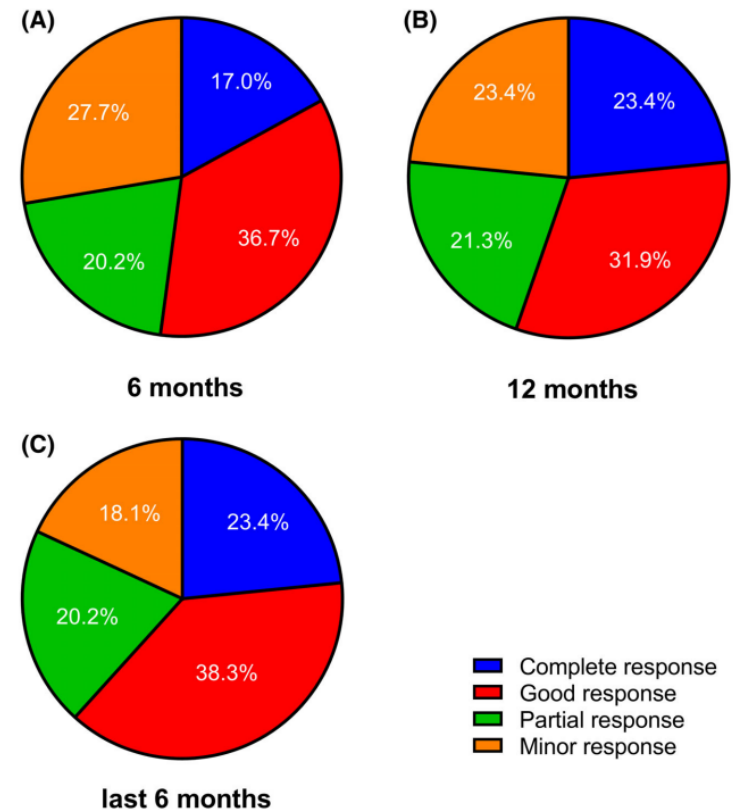 (A)
17.0%
36.7%
20.2%
27.7%
6 months
(B)
23.4%
31.9%
21.3%
23.4%
12 months
(C)
23.4%
38.3%
20.2%
18.1%
last 6 months
Complete response
Good response
Partial response
Minor response